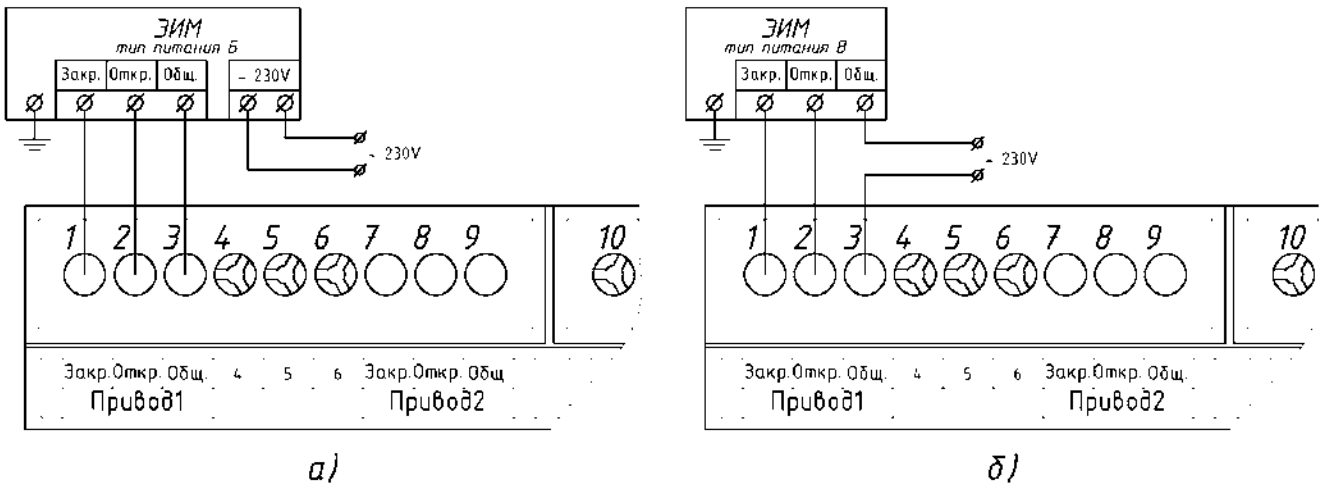 ЭИМ
тип питания Б
Закр. Откр. Общ. ~ 230V
~ 230V
1 2 3 4 5 6 7 8 9 10
Закр. Откр. Общ. 4 5 6 Закр. Откр. Общ
Привод1 Привод2
а)
ЭИМ
тип питания В
Закр. Откр. Общ.
~ 230V
1 2 3 4 5 6 7 8 9 10
Закр. Откр. Общ. 4 5 6 Закр. Откр. Общ.
Привод1 Привод2
б)